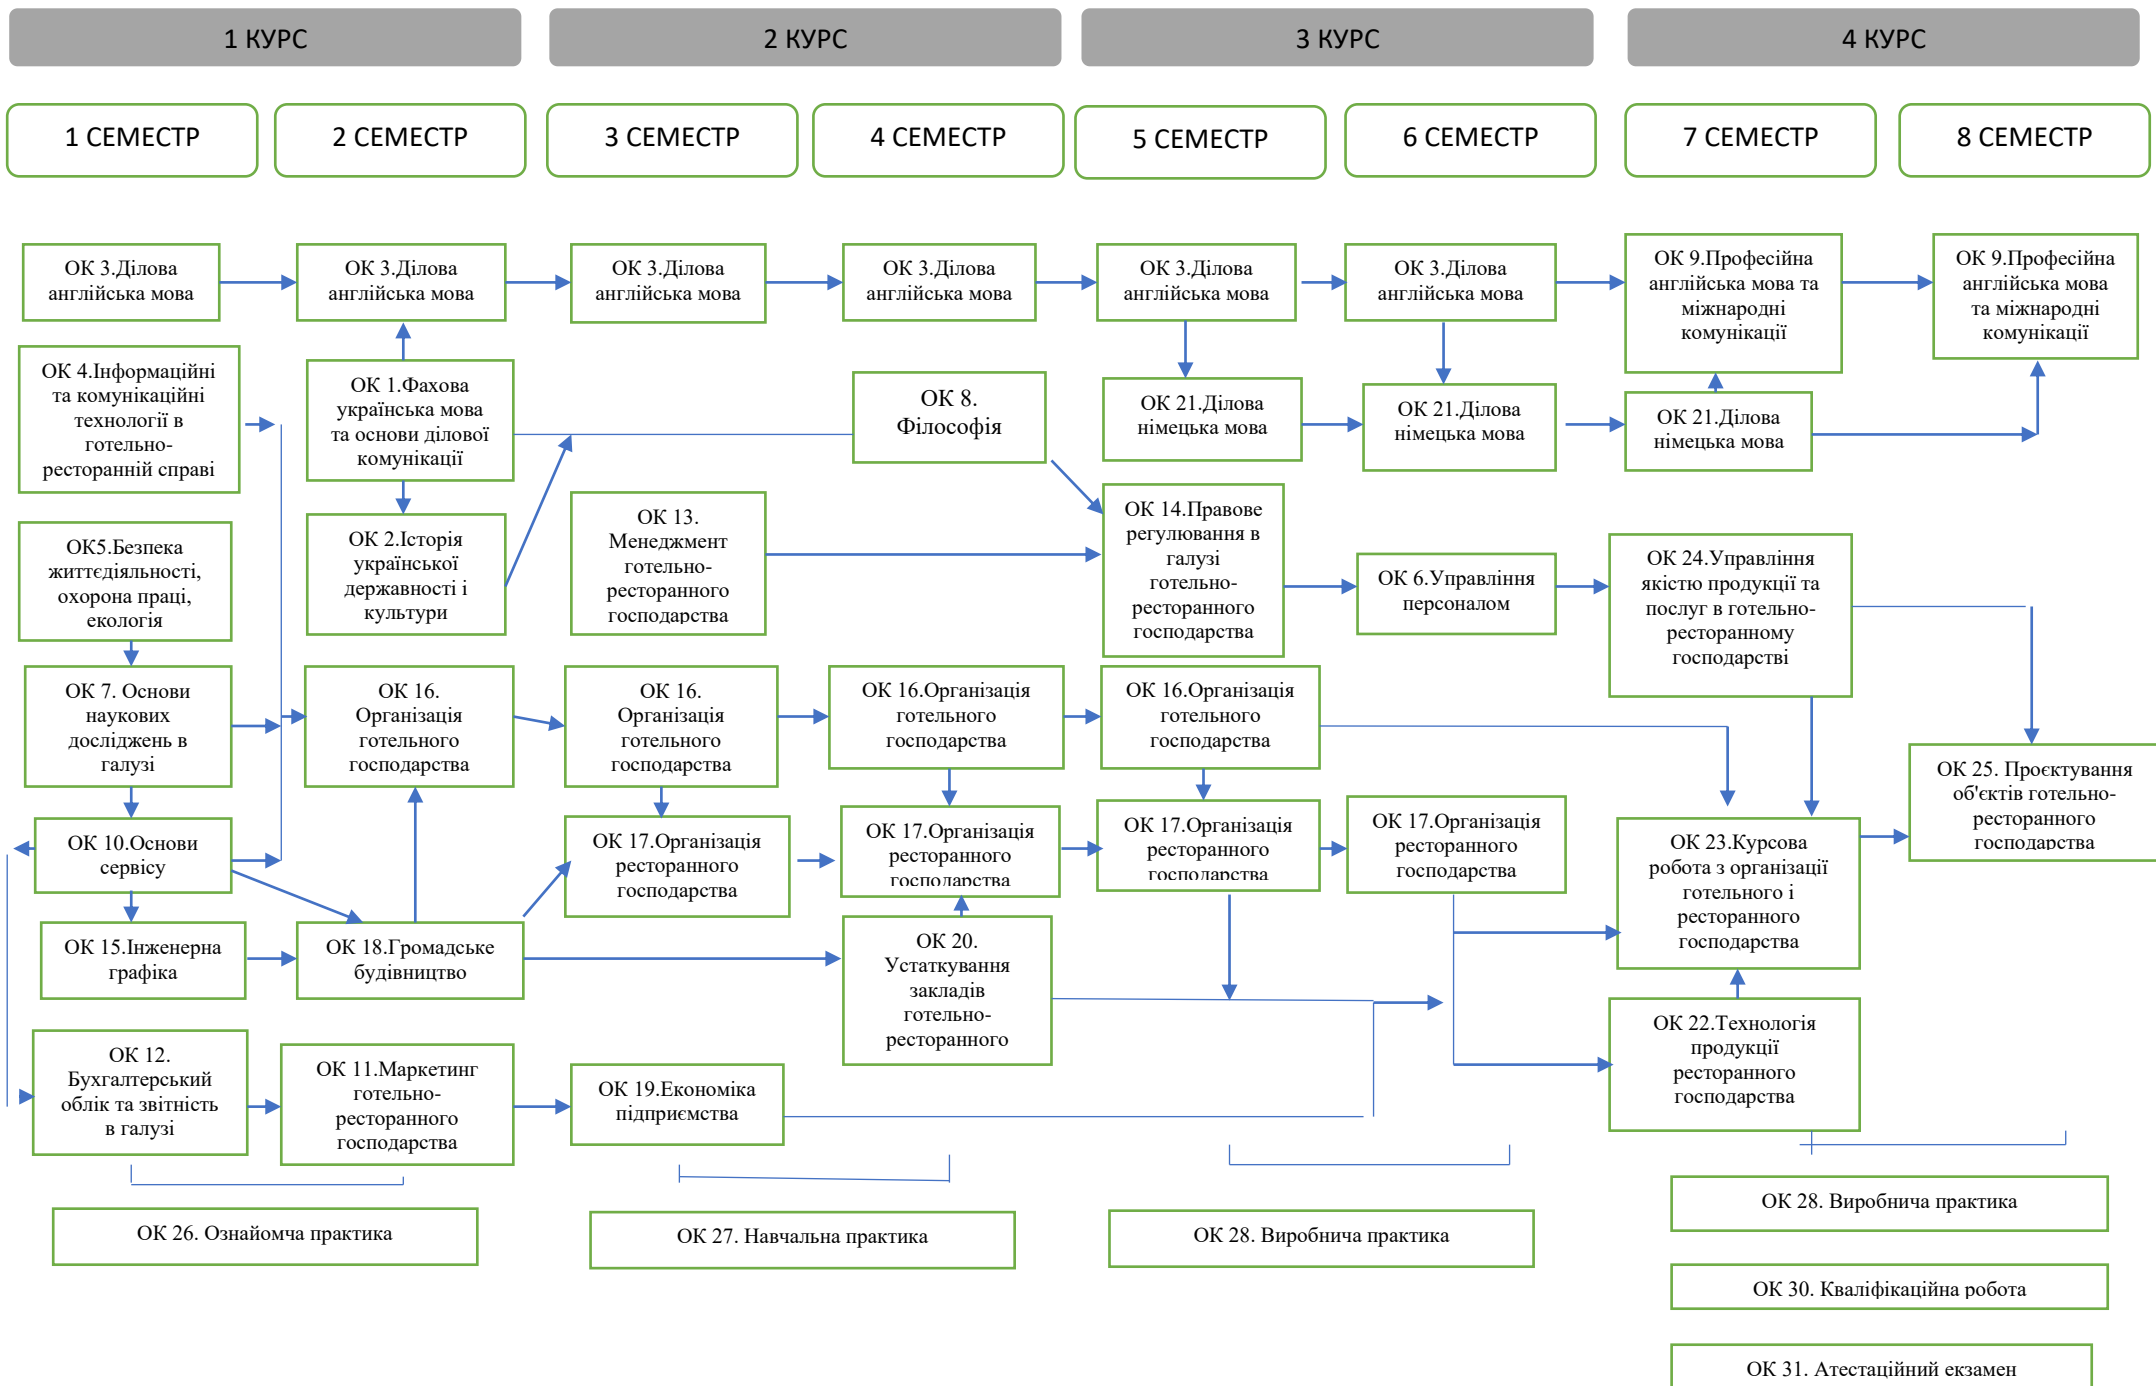 1 КУРС
2 КУРС
3 КУРС
4 КУРС
1 СЕМЕСТР
2 СЕМЕСТР
3 СЕМЕСТР
4 СЕМЕСТР
5 СЕМЕСТР
6 СЕМЕСТР
7 СЕМЕСТР
8 СЕМЕСТР
ОК 3.Ділова
англійська мова
ОК 3.Ділова
англійська мова
ОК 3.Ділова
англійська мова
ОК 3.Ділова
англійська мова
ОК 3.Ділова
англійська мова
ОК 3.Ділова
англійська мова
ОК 9.Професійна
англійська мова та
міжнародні
комунікації
ОК 9.Професійна
англійська мова
та міжнародні
комунікації
ОК 4.Інформаційні
та комунікаційні
технології в
готельно-
ресторанній справі
ОК 1.Фахова
українська мова
та основи ділової
комунікації
ОК 8.
Філософія
ОК 21.Ділова
німецька мова
ОК 21.Ділова
німецька мова
ОК 21.Ділова
німецька мова
ОК5.Безпека
життєдіяльності,
охорона праці,
екологія
ОК 2.Історія
української
державності і
культури
ОК 13.
Менеджмент
готельно-
ресторанного
господарства
ОК 14.Правове
регулювання в
галузі
готельно-
ресторанного
господарства
ОК 6.Управління
персоналом
ОК 24.Управління
якістю продукції та
послуг в готельно-
ресторанному
господарстві
ОК 7. Основи
наукових
досліджень в
галузі
ОК 16.
Організація
готельного
господарства
ОК 16.
Організація
готельного
господарства
ОК 16.Організація
готельного
господарства
ОК 16.Організація
готельного
господарства
ОК 25. Проєктування
об'єктів готельно-
ресторанного
господарства
ОК 10.Основи
сервісу
ОК 17.Організація
ресторанного
господарства
ОК 17.Організація
ресторанного
господарства
ОК 17.Організація
ресторанного
господарства
ОК 17.Організація
ресторанного
господарства
ОК 23.Курсова
робота з організації
готельного і
ресторанного
господарства
ОК 15.Інженерна
графіка
ОК 18.Громадське
будівництво
ОК 20.
Устаткування
закладів
готельно-
ресторанного
ОК 22.Технологія
продукції
ресторанного
господарства
ОК 12.
Бухгалтерський
облік та звітність
в галузі
ОК 11.Маркетинг
готельно-
ресторанного
господарства
ОК 19.Економіка
підприємства
ОК 26. Ознайомча практика
ОК 27. Навчальна практика
ОК 28. Виробнича практика
ОК 28. Виробнича практика
ОК 30. Кваліфікаційна робота
ОК 31. Атестаційний екзамен